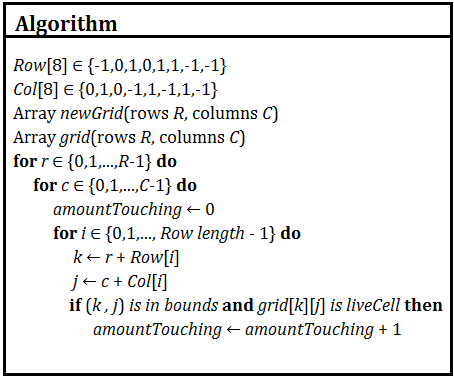 Algorithm
Row[8] ∈ {-1,0,1,0,1,1,-1,-1}
Col[8] ∈ {0,1,0,-1,1,-1,1,-1}
Array newGrid(rows R, columns C)
Array grid(rows R, columns C)
for r ∈ {0,1,...,R-1} do
for c ∈ {0,1,...,C-1} do
amountTouching ← 0
for i ∈ {0,1,..., Row length - 1} do
k ← r + Row[i]
j ← c + Col[i]
if (k , j) is in bounds and grid[k][j] is liveCell then
amountTouching ← amountTouching + 1